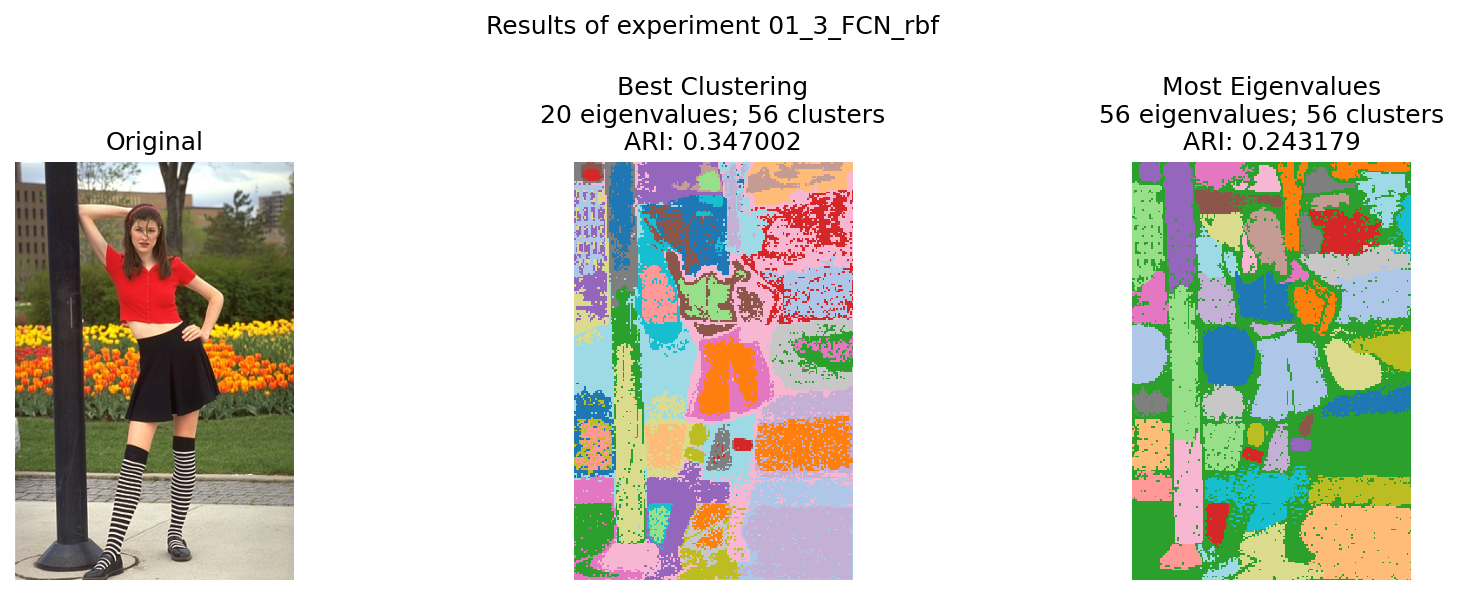 Results of experiment 01_3_FCN_rbf
Original
Best Clustering
20 eigenvalues; 56 clusters
ARI: 0.347002
Most Eigenvalues
56 eigenvalues; 56 clusters
ARI: 0.243179